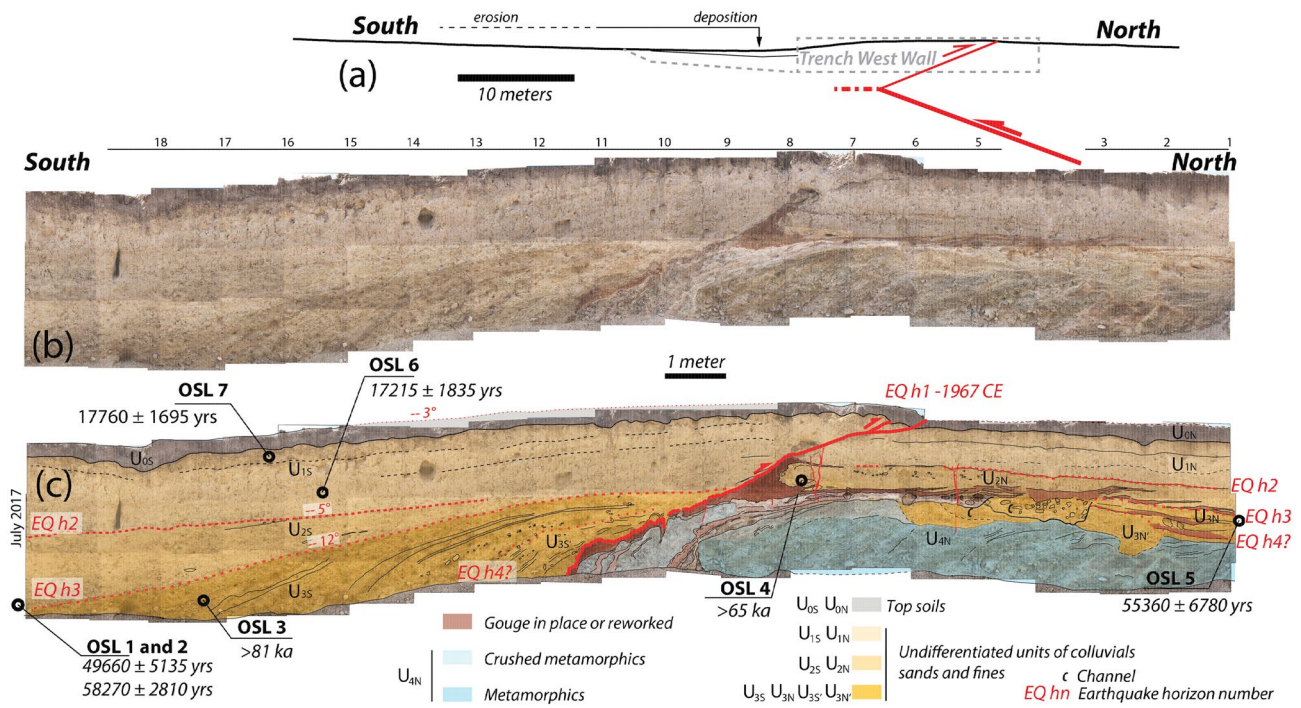 erosion
deposition
South
North
(a)
Trench West Wall
10 meters
18 17 16 15 14 13 12 11 10 9 8 7 6 5 3 2 1
South
North
(b)
1 meter
OSL 7
17760 ± 1695 yrs
OSL 6
17215 ± 1835 yrs
-- 3°
EQ h1 -1967 CE
U0S
U1S
(c)
July 2017
EQ h2
-- 5°
U2S
-- 12°
EQ h3
U3S
U3S'
EQ h4?
U0N
U1N
U2N
EQ h2
U3N
EQ h3
EQ h4?
U3N'
U4N
OSL 1 and 2
49660 ± 5135 yrs
58270 ± 2810 yrs
OSL 3
>81 ka
OSL 4
>65 ka
OSL 5
55360 ± 6780 yrs
Gouge in place or reworked
U4N
Crushed metamorphics
Metamorphics
U0S U0N Top soils
U1S U1N
U2S U2N
U3S U3N U3S' U3N'
Undifferentiated units of colluvials
sands and fines
c Channel
EQ hn Earthquake horizon number